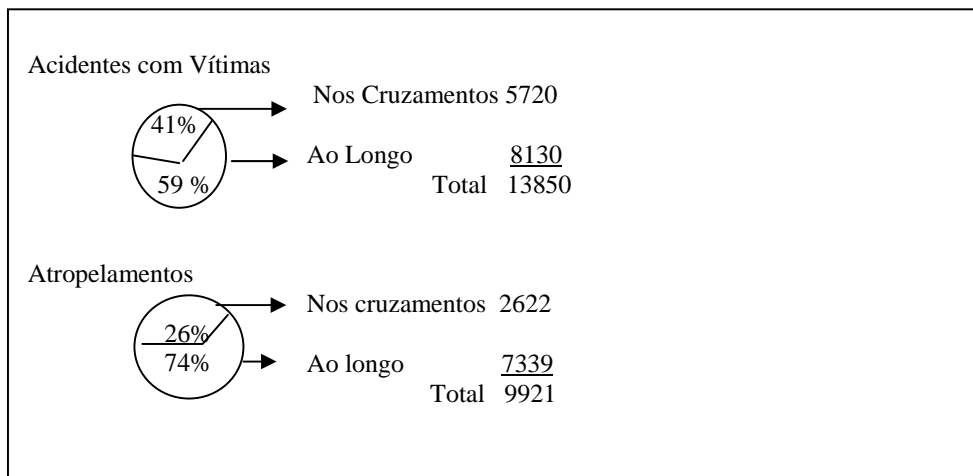 Acidentes com Vítimas
Nos Cruzamentos 5720
41%
Ao Longo 8130
59 %
Total 13850
Atropelamentos
Nos cruzamentos 2622
26%
74%
Ao longo 7339
Total 9921